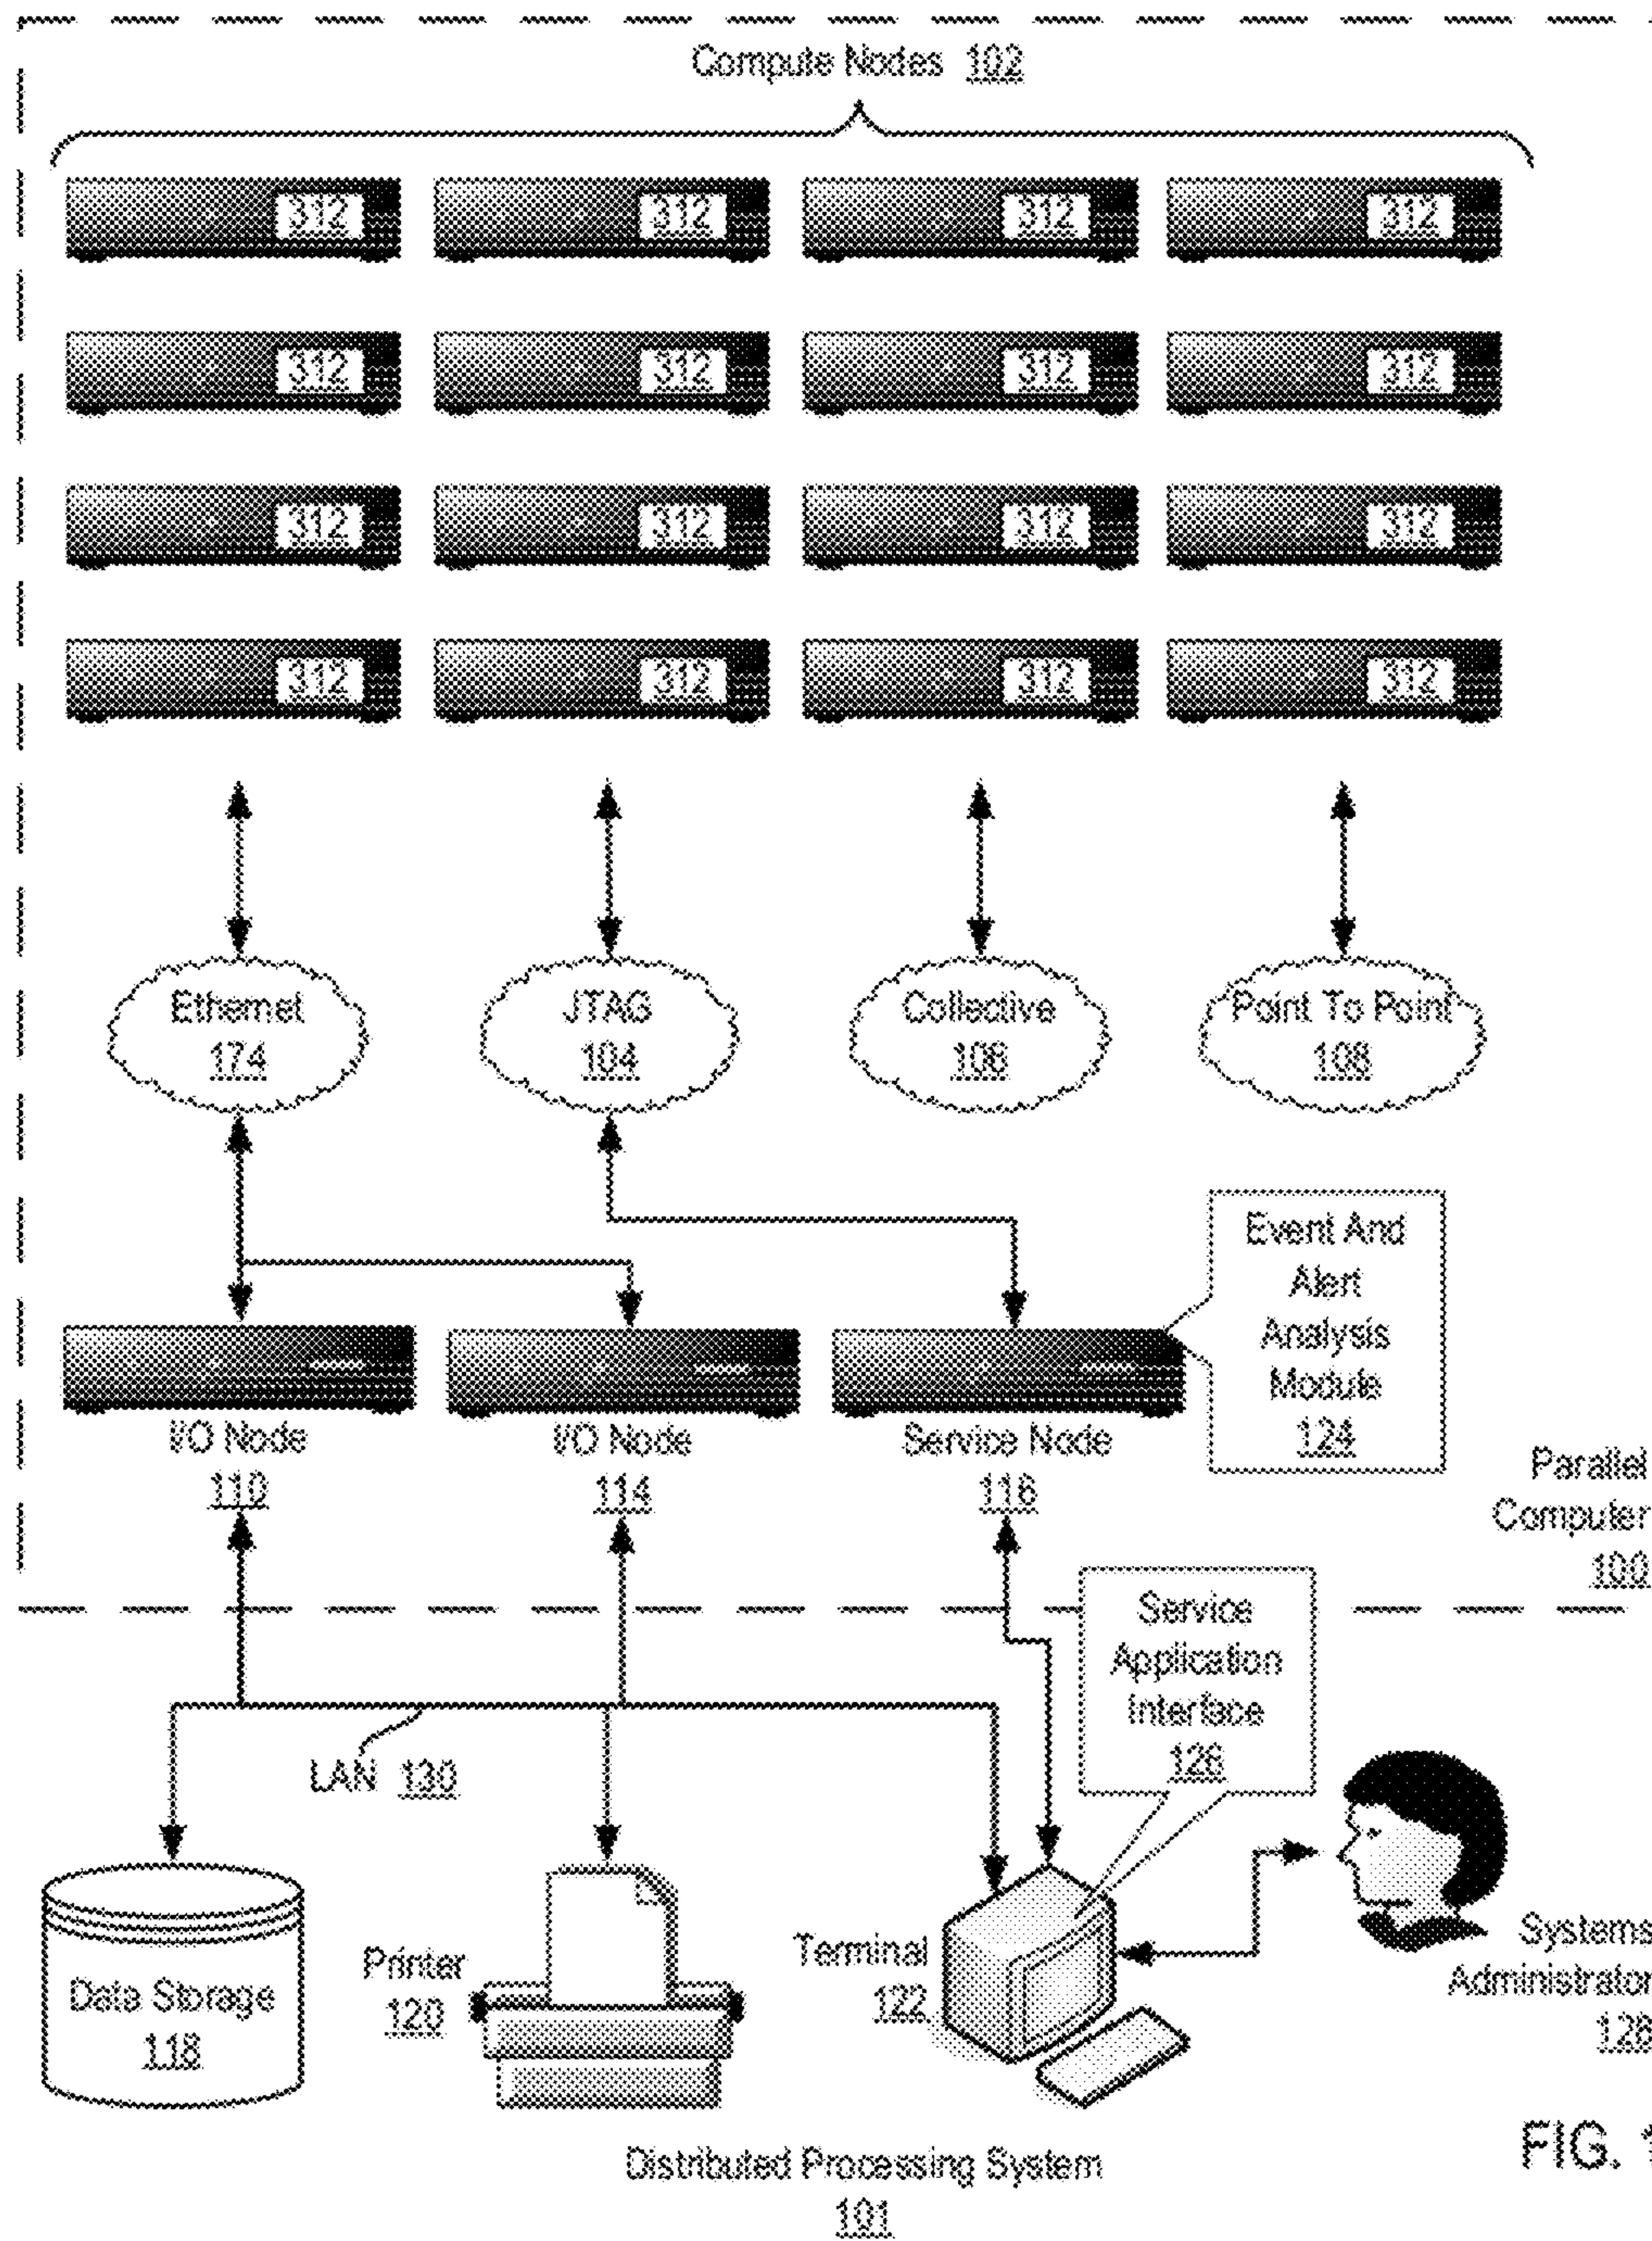 Compute Nodes 102
312 312 312 312
312 312 312 312
312 312 312 312
312 312 312 312
Ethernet
174
JTAG
104
Collective
106
Point To Point
108
Event And
Alert
Analysis
Module
124
I/O Node
110
I/O Node
114
Service Node
116
Parallel
Computer
100
Service
Application
Interface
126
LAN 130
Data Storage
118
Printer
120
Terminal
122
Systems
Administrator
128
Distributed Processing System
101
FIG. 1